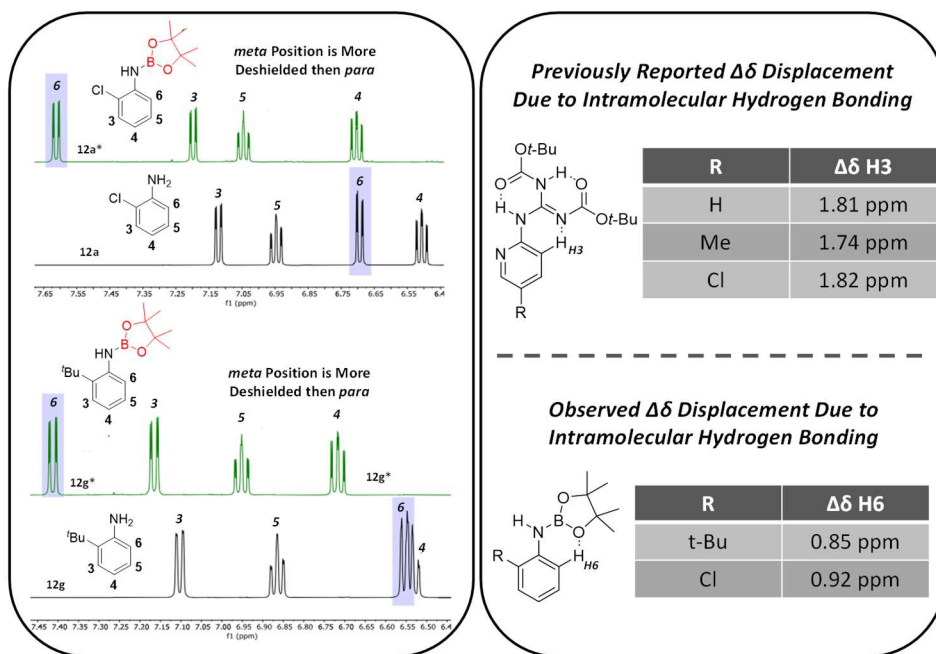 meta Position is More
Deshielded then para
O
B
O
HN
Cl
6
5
4
3
6
3
5
4
12a*
NH₂
Cl
6
5
4
3
3
5
6
4
12a
7.65 7.55 7.45 7.35 7.25 7.15 7.05 6.95 6.85 6.75 6.65 6.55 6.4
f1 (ppm)
O
B
O
HN
ᵗBu
6
5
4
3
meta Position is More
Deshielded then para
6
3
5
4
12g*
12g*
NH₂
ᵗBu
6
5
4
3
3
5
6
4
12g
7.45 7.40 7.35 7.30 7.25 7.20 7.15 7.10 7.05 7.00 6.95 6.90 6.85 6.80 6.75 6.70 6.65 6.60 6.55 6.50 6.4
f1 (ppm)
Previously Reported Δδ Displacement
Due to Intramolecular Hydrogen Bonding
Ot-Bu
O
N
H
O
H
N
N
Ot-Bu
N
H
H3
R
R Δδ H3
H 1.81 ppm
Me 1.74 ppm
Cl 1.82 ppm
Observed Δδ Displacement Due to
Intramolecular Hydrogen Bonding
O
H
B
N
O
R
H
H6
R Δδ H6
t-Bu 0.85 ppm
Cl 0.92 ppm